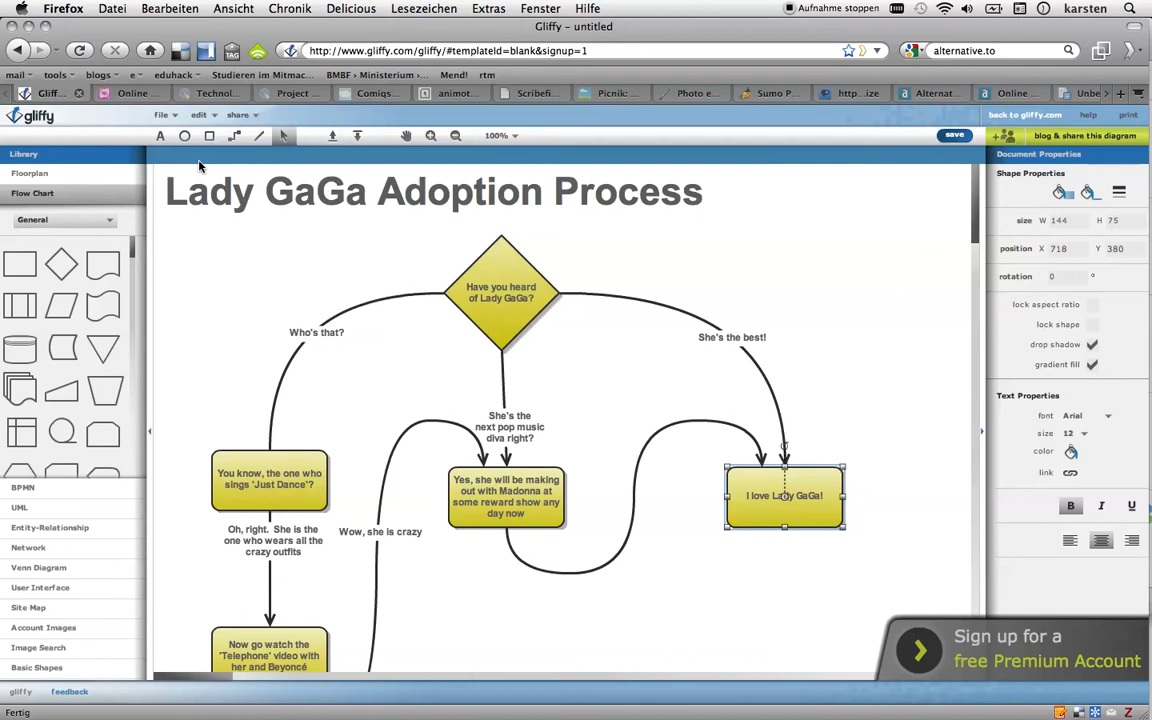 Firefox Datei Bearbeiten Ansicht Chronik Delicious Lesezeichen Extras Fenster Hilfe Aufnahme stoppen karsten
Gliffy - untitled
http://www.gliffy.com/gliffy/#templateId=blank&signup=1
alternative.to
mail tools blogs e eduhack Studieren im Mitmac... BMBF › Ministerium ›... Mend! rtm
Gliff... Online ... Technol... Project ... Comiqs... animot... Scribefi... Picnik: ... Photo e... Sumo P... http...ize Alternat... Online ... Unbe
gliffy file edit share back to gliffy.com help print
A 100% save blog & share this diagram
Library Document Properties
Floorplan
Flow Chart
General
BPMN
UML
Entity-Relationship
Network
Venn Diagram
User Interface
Site Map
Account Images
Image Search
Basic Shapes
Lady GaGa Adoption Process
Have you heard
of Lady GaGa?
Who's that?
She's the best!
She's the
next pop music
diva right?
You know, the one who
sings 'Just Dance'?
Yes, she will be making
out with Madonna at
some reward show any
day now
I love Lady GaGa!
Oh, right. She is the
one who wears all the
crazy outfits
Wow, she is crazy
Now go watch the
'Telephone' video with
her and Beyoncé
Shape Properties
size W 144 H 75
position X 718 Y 380
rotation 0 °
lock aspect ratio
lock shape
drop shadow
gradient fill
Text Properties
font Arial
size 12
color
link
B I U
Sign up for a
free Premium Account
gliffy feedback
Fertig